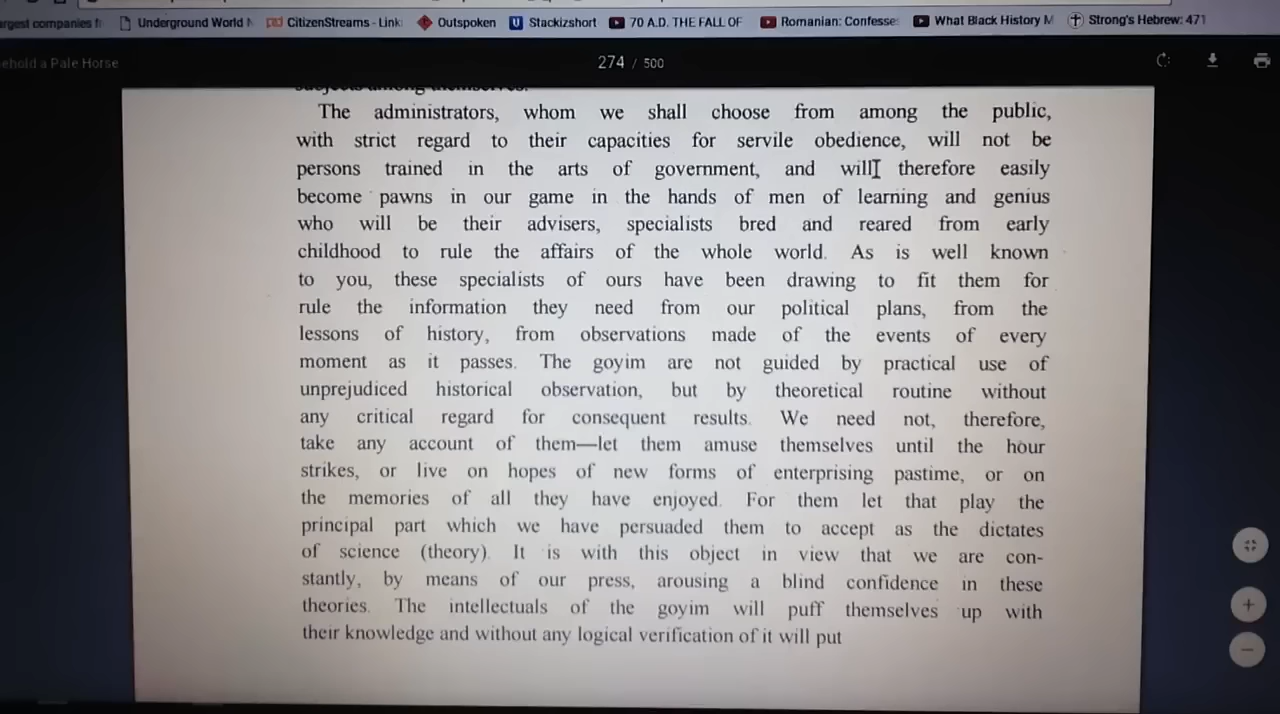 argest companies fr
Underground World N
CitizenStreams - Link
Outspoken
Stackizshort
70 A.D. THE FALL OF
Romanian: Confesse
What Black History M
Strong's Hebrew: 471
ehold a Pale Horse
274 / 500
subjects among themselves.
The administrators, whom we shall choose from among the public,
with strict regard to their capacities for servile obedience, will not be
persons trained in the arts of government, and will therefore easily
become pawns in our game in the hands of men of learning and genius
who will be their advisers, specialists bred and reared from early
childhood to rule the affairs of the whole world. As is well known
to you, these specialists of ours have been drawing to fit them for
rule the information they need from our political plans, from the
lessons of history, from observations made of the events of every
moment as it passes. The goyim are not guided by practical use of
unprejudiced historical observation, but by theoretical routine without
any critical regard for consequent results. We need not, therefore,
take any account of them—let them amuse themselves until the hour
strikes, or live on hopes of new forms of enterprising pastime, or on
the memories of all they have enjoyed. For them let that play the
principal part which we have persuaded them to accept as the dictates
of science (theory). It is with this object in view that we are con-
stantly, by means of our press, arousing a blind confidence in these
theories. The intellectuals of the goyim will puff themselves up with
their knowledge and without any logical verification of it will put